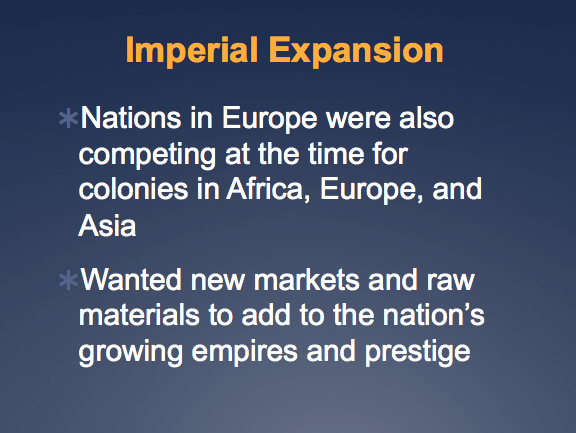 Imperial Expansion
Nations in Europe were also
competing at the time for
colonies in Africa, Europe, and
Asia
Wanted new markets and raw
materials to add to the nation’s
growing empires and prestige